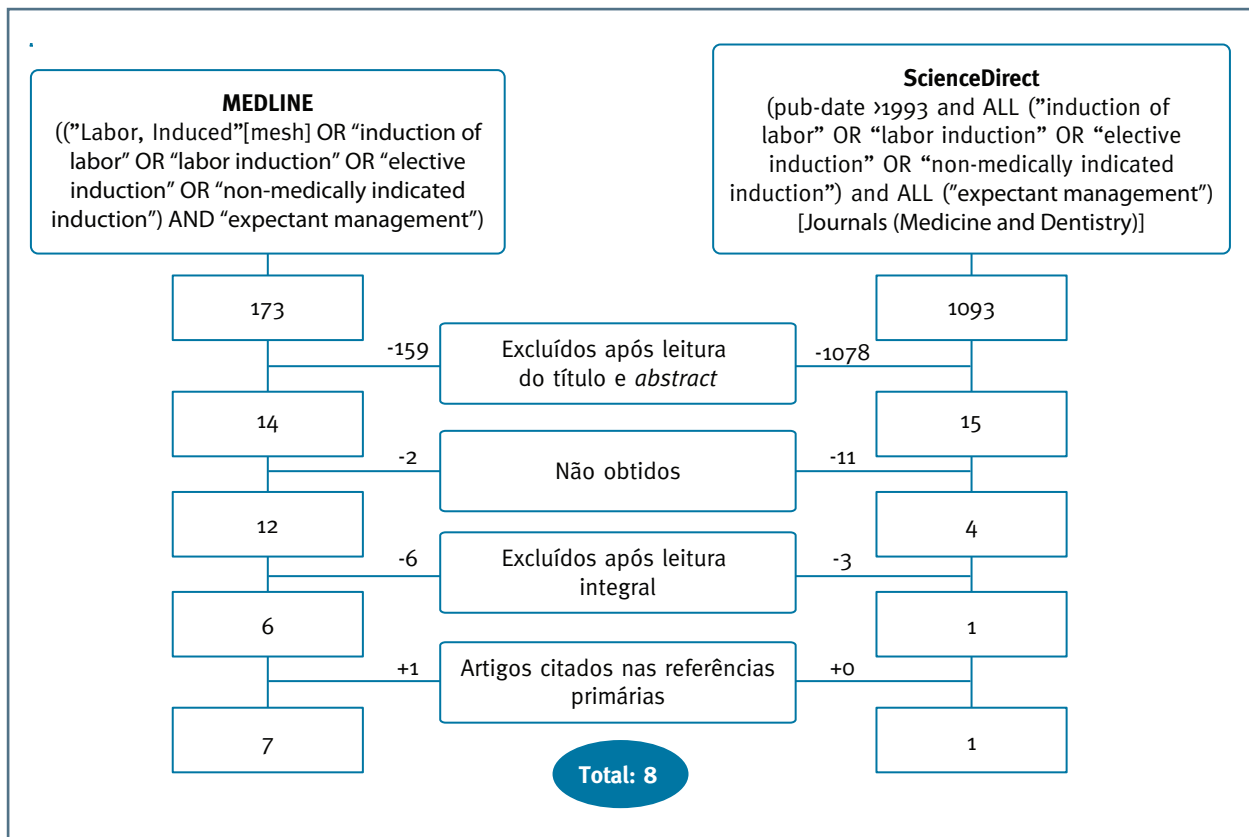 MEDLINE
((”Labor, Induced”[mesh] OR “induction of
labor” OR “labor induction” OR “elective
induction” OR “non-medically indicated
induction”) AND “expectant management”)
ScienceDirect
(pub-date >1993 and ALL (”induction of
labor” OR “labor induction” OR “elective
induction” OR “non-medically indicated
induction”) and ALL (”expectant management”)
[Journals (Medicine and Dentistry)]
173
1093
-159
Excluídos após leitura
do título e abstract
-1078
14
15
-2
Não obtidos
-11
12
4
-6
Excluídos após leitura
integral
-3
6
1
+1
Artigos citados nas referências
primárias
+0
7
1
Total: 8